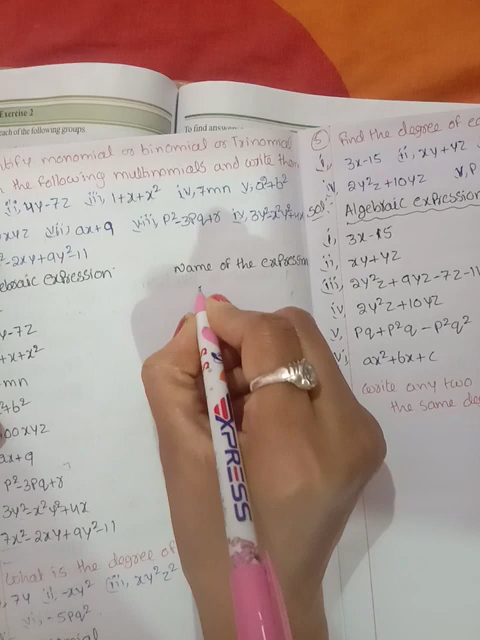 Exercise 2
each of the following groups.
To find answ
tify monomial or binomial or Trinomial
n the following multinomials and write them
ii, 4y-7z iii, 1+x+x² iv, 7mn v, a²+b²
xyz vii, ax+9 viii, p²-3pq+r ix, 3y²-x²y²+4x
²-2xy+9y²-11
ebraic expression
Name of the expression
y-7z
+x+x²
mn
²+b²
100xyz
ax+9
p²-3pq+r
3y²-x²y²+4x
7x²-2xy+9y²-11
What is the degree of
, 7y ii, -xy² iii, xy²z²
vi, -5pq²
5 Find the degree of ea
i, 3x-15 ii, xy+yz
iv, 2y²z+10yz v, p
Sol: Algebraic expression
i, 3x-15
ii, xy+yz
iii, 2y²z+9yz-7z-11
iv, 2y²z+10yz
v, pq+p²q-p²q²
vi, ax²+bx+c
write any two
the same de
EXPRESS